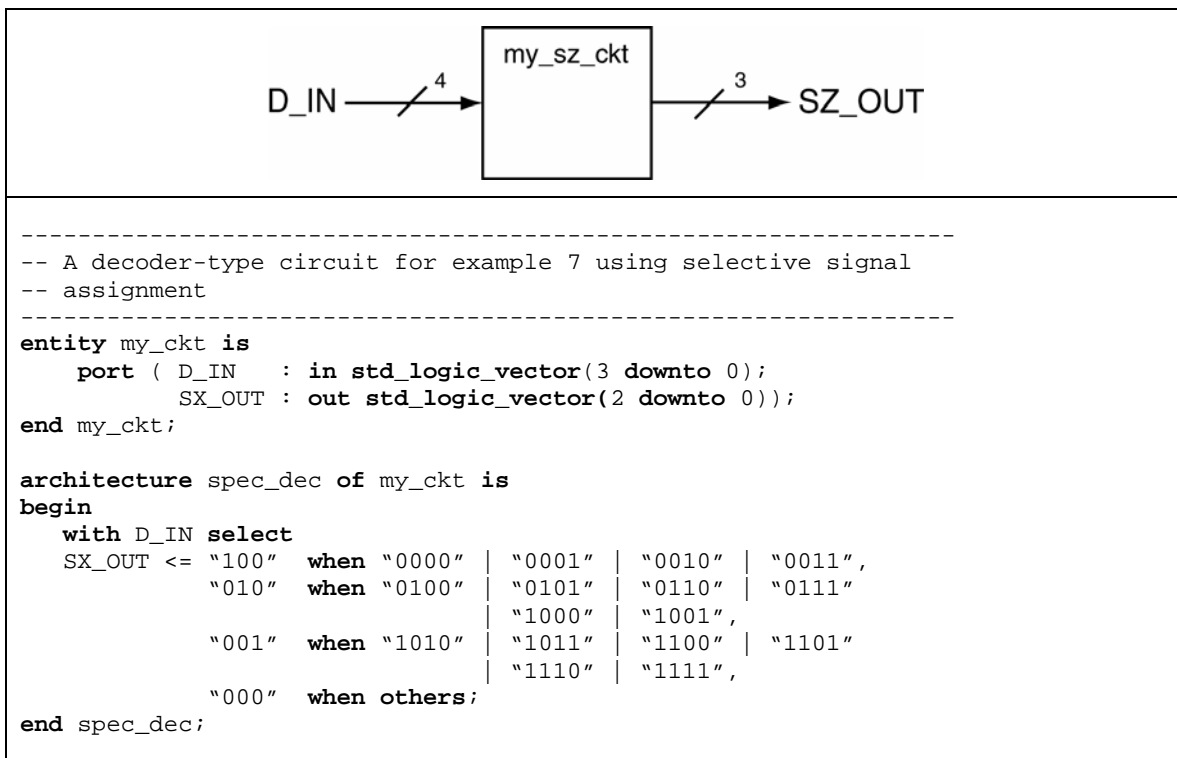 my_sz_ckt
D_IN 4 3 SZ_OUT
-----------------------------------------------------------------
-- A decoder-type circuit for example 7 using selective signal
-- assignment
-----------------------------------------------------------------
entity my_ckt is
    port ( D_IN   : in std_logic_vector(3 downto 0);
           SX_OUT : out std_logic_vector(2 downto 0));
end my_ckt;

architecture spec_dec of my_ckt is
begin
   with D_IN select
   SX_OUT <= “100”  when “0000” | “0001” | “0010” | “0011”,
             “010”  when “0100” | “0101” | “0110” | “0111”
                                | “1000” | “1001”,
             “001”  when “1010” | “1011” | “1100” | “1101”
                                | “1110” | “1111”,
             “000”  when others;
end spec_dec;